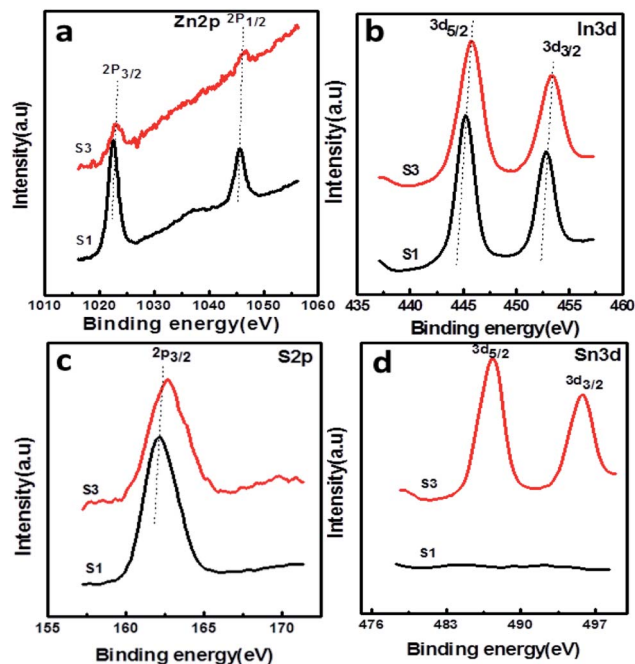 a
Zn2p
2P3/2
2P1/2
S3
S1
Intensity(a.u)
1010 1020 1030 1040 1050 1060
Binding energy(eV)
b
In3d
3d5/2
3d3/2
S3
S1
Intensity(a.u)
435 440 445 450 455 460
Binding energy(eV)
c
S2p
2p3/2
S3
S1
Intensity(a.u)
155 160 165 170
Binding energy(eV)
d
Sn3d
3d5/2
3d3/2
S3
S1
Intensity(a.u)
476 483 490 497
Binding energy(eV)